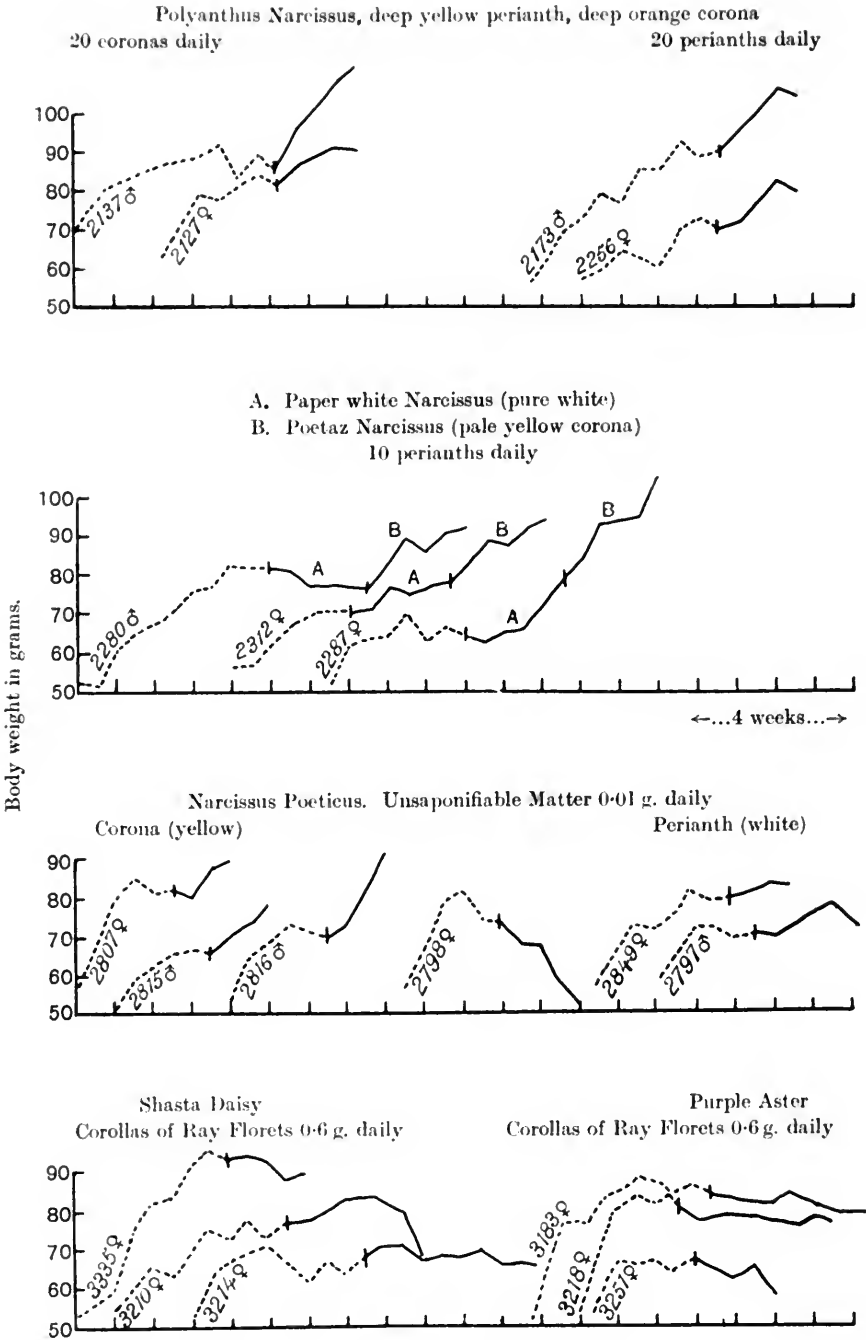 Polyanthus Narcissus, deep yellow perianth, deep orange corona
20 coronas daily 20 perianths daily
100
90
80
70
60
50
2137♂
2127♀
2173♂
2256♀
A. Paper white Narcissus (pure white)
B. Poetaz Narcissus (pale yellow corona)
10 perianths daily
100
90
80
70
60
50
2280♂
A
B
2312♀
A
B
2287♀
A
B
←...4 weeks...→
Body weight in grams.
Narcissus Poeticus. Unsaponifiable Matter 0·01 g. daily
Corona (yellow) Perianth (white)
90
80
70
60
50
2807♀
2815♂
2816♂
2798♀
2849♀
2797♂
Shasta Daisy Purple Aster
Corollas of Ray Florets 0·6 g. daily Corollas of Ray Florets 0·6 g. daily
90
80
70
60
50
3335♀
3210♀
3214♀
3183♀
3218♀
3251♀